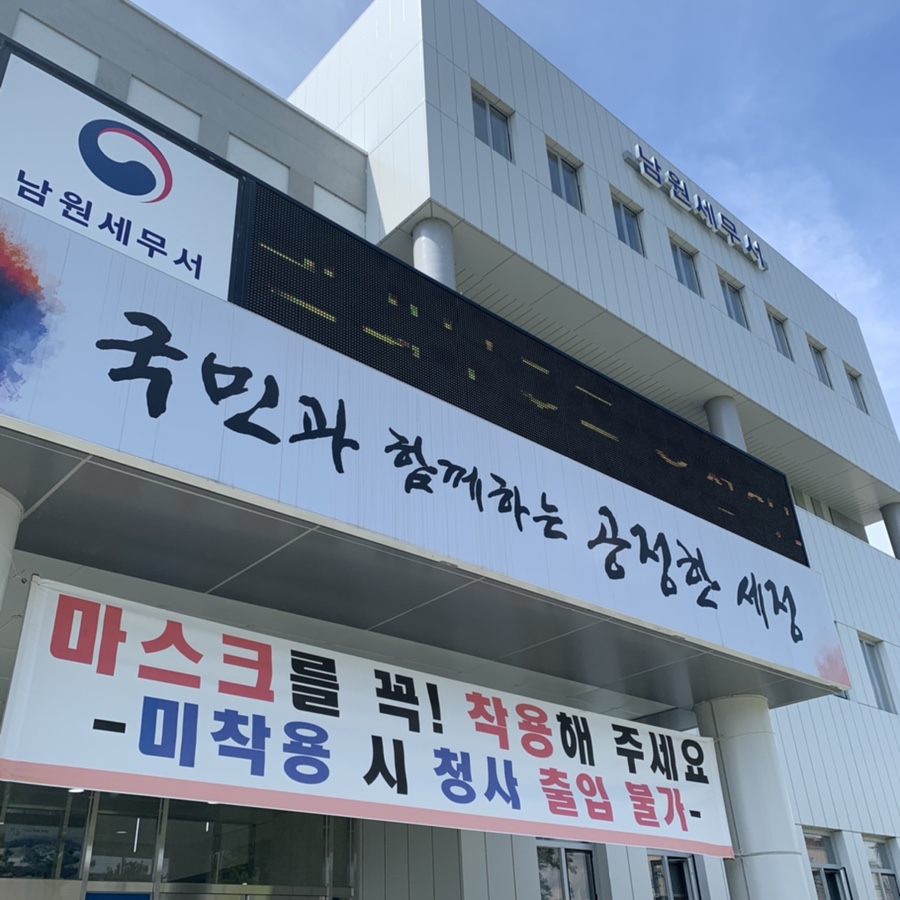 남원세무서
남원세무서
국민과 함께하는 공정한 세정
마스크를 꼭! 착용해 주세요
-미착용 시 청사 출입 불가-